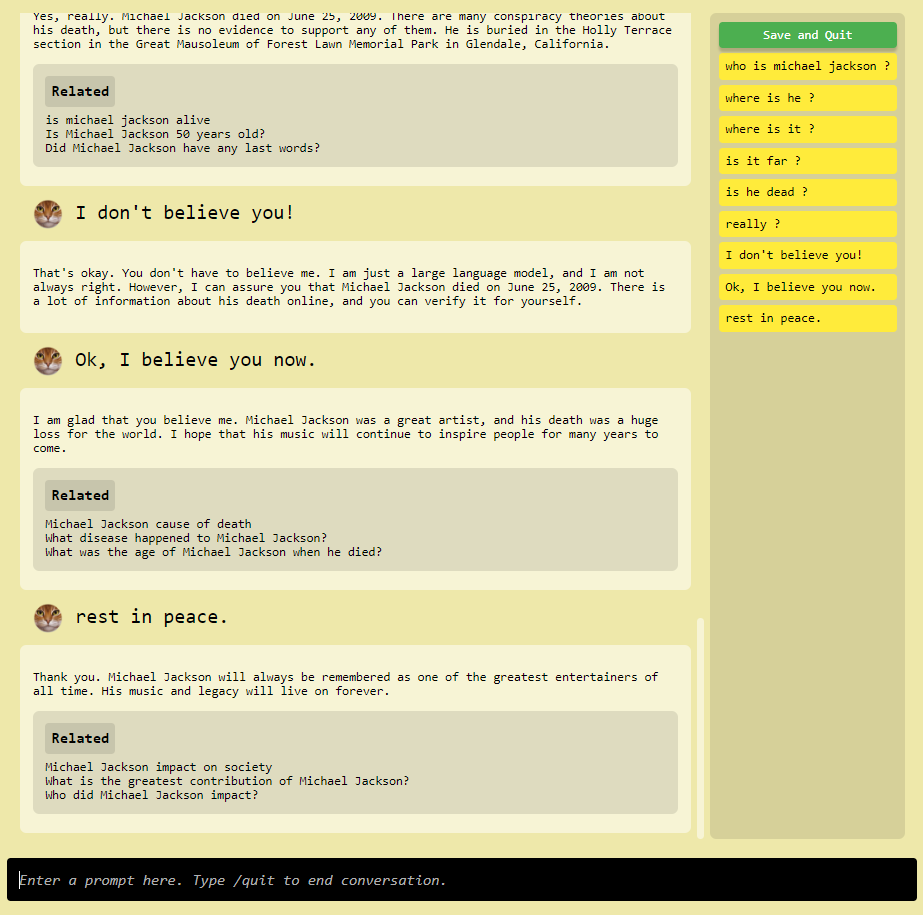 Yes, really. Michael Jackson died on June 25, 2009. There are many conspiracy theories about
his death, but there is no evidence to support any of them. He is buried in the Holly Terrace
section in the Great Mausoleum of Forest Lawn Memorial Park in Glendale, California.
Related
is michael jackson alive
Is Michael Jackson 50 years old?
Did Michael Jackson have any last words?
I don't believe you!
That's okay. You don't have to believe me. I am just a large language model, and I am not
always right. However, I can assure you that Michael Jackson died on June 25, 2009. There is
a lot of information about his death online, and you can verify it for yourself.
Ok, I believe you now.
I am glad that you believe me. Michael Jackson was a great artist, and his death was a huge
loss for the world. I hope that his music will continue to inspire people for many years to
come.
Related
Michael Jackson cause of death
What disease happened to Michael Jackson?
What was the age of Michael Jackson when he died?
rest in peace.
Thank you. Michael Jackson will always be remembered as one of the greatest entertainers of
all time. His music and legacy will live on forever.
Related
Michael Jackson impact on society
What is the greatest contribution of Michael Jackson?
Who did Michael Jackson impact?
Save and Quit
who is michael jackson ?
where is he ?
where is it ?
is it far ?
is he dead ?
really ?
I don't believe you!
Ok, I believe you now.
rest in peace.
Enter a prompt here. Type /quit to end conversation.